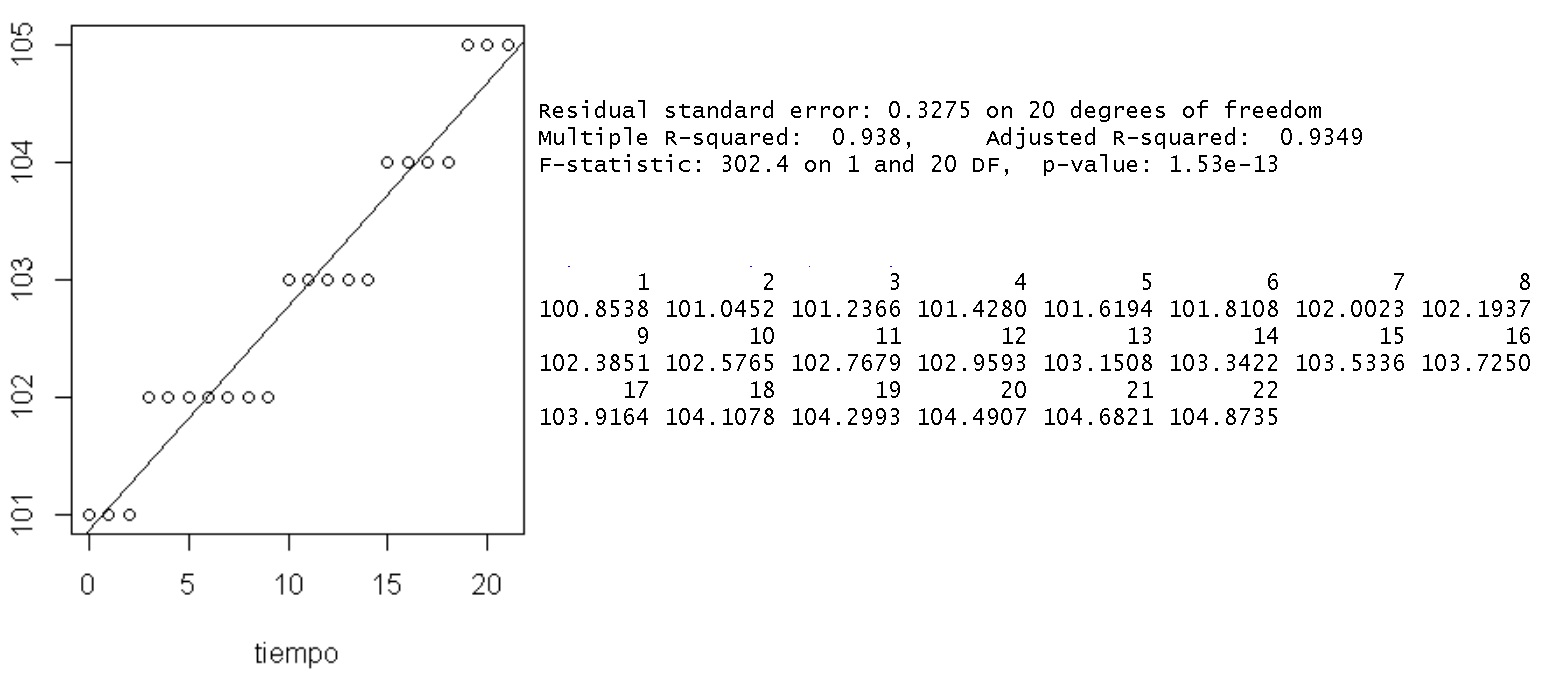 105
104
103
102
101
0 5 10 15 20
tiempo
Residual standard error: 0.3275 on 20 degrees of freedom
Multiple R-squared: 0.938, Adjusted R-squared: 0.9349
F-statistic: 302.4 on 1 and 20 DF, p-value: 1.53e-13
1 2 3 4 5 6 7 8
100.8538 101.0452 101.2366 101.4280 101.6194 101.8108 102.0023 102.1937
9 10 11 12 13 14 15 16
102.3851 102.5765 102.7679 102.9593 103.1508 103.3422 103.5336 103.7250
17 18 19 20 21 22
103.9164 104.1078 104.2993 104.4907 104.6821 104.8735